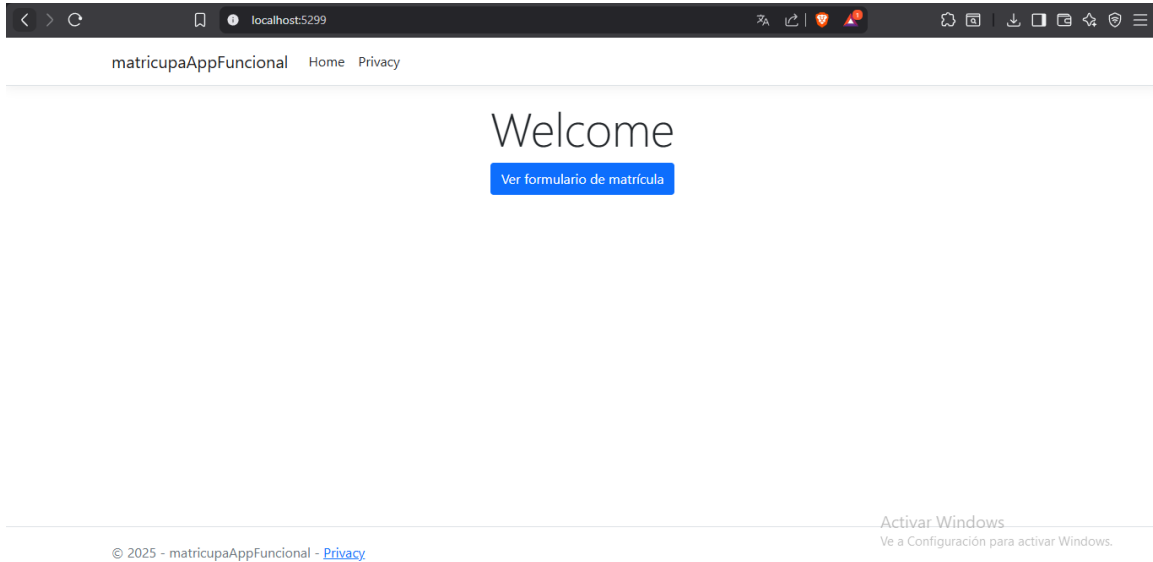 localhost:5299
matricupaAppFuncional Home Privacy
Welcome
Ver formulario de matrícula
Activar Windows
Ve a Configuración para activar Windows.
© 2025 - matricupaAppFuncional - Privacy